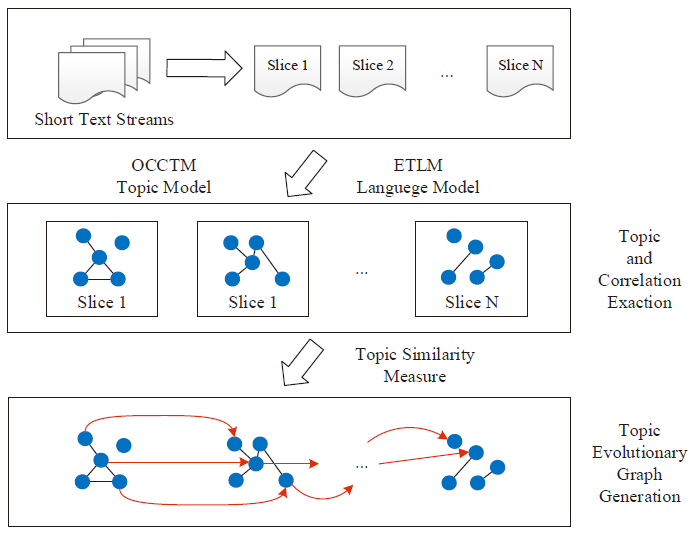 Slice 1
Slice 2
...
Slice N
Short Text Streams
OCCTM
Topic Model
ETLM
Languege Model
Slice 1
Slice 1
...
Slice N
Topic
and
Correlation
Exaction
Topic Similarity
Measure
...
Topic
Evolutionary
Graph
Generation